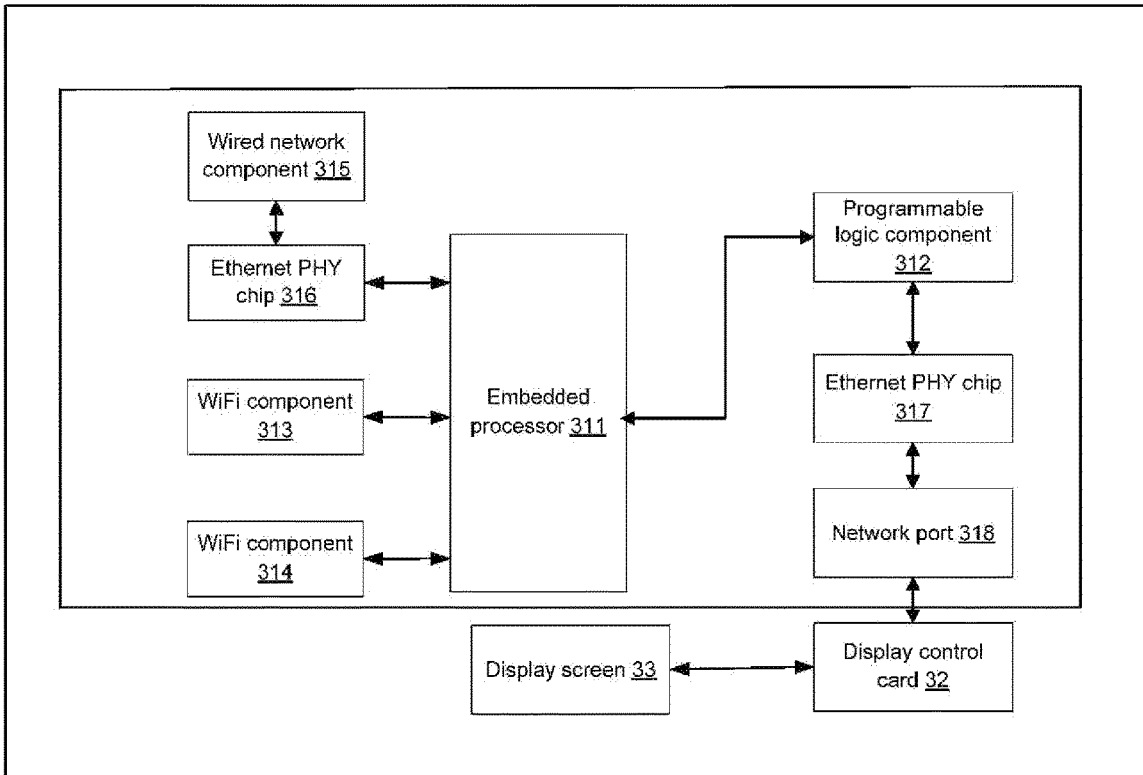 Wired network
component 315
Ethernet PHY
chip 316
WiFi component
313
WiFi component
314
Embedded
processor 311
Programmable
logic component
312
Ethernet PHY chip
317
Network port 318
Display control
card 32
Display screen 33